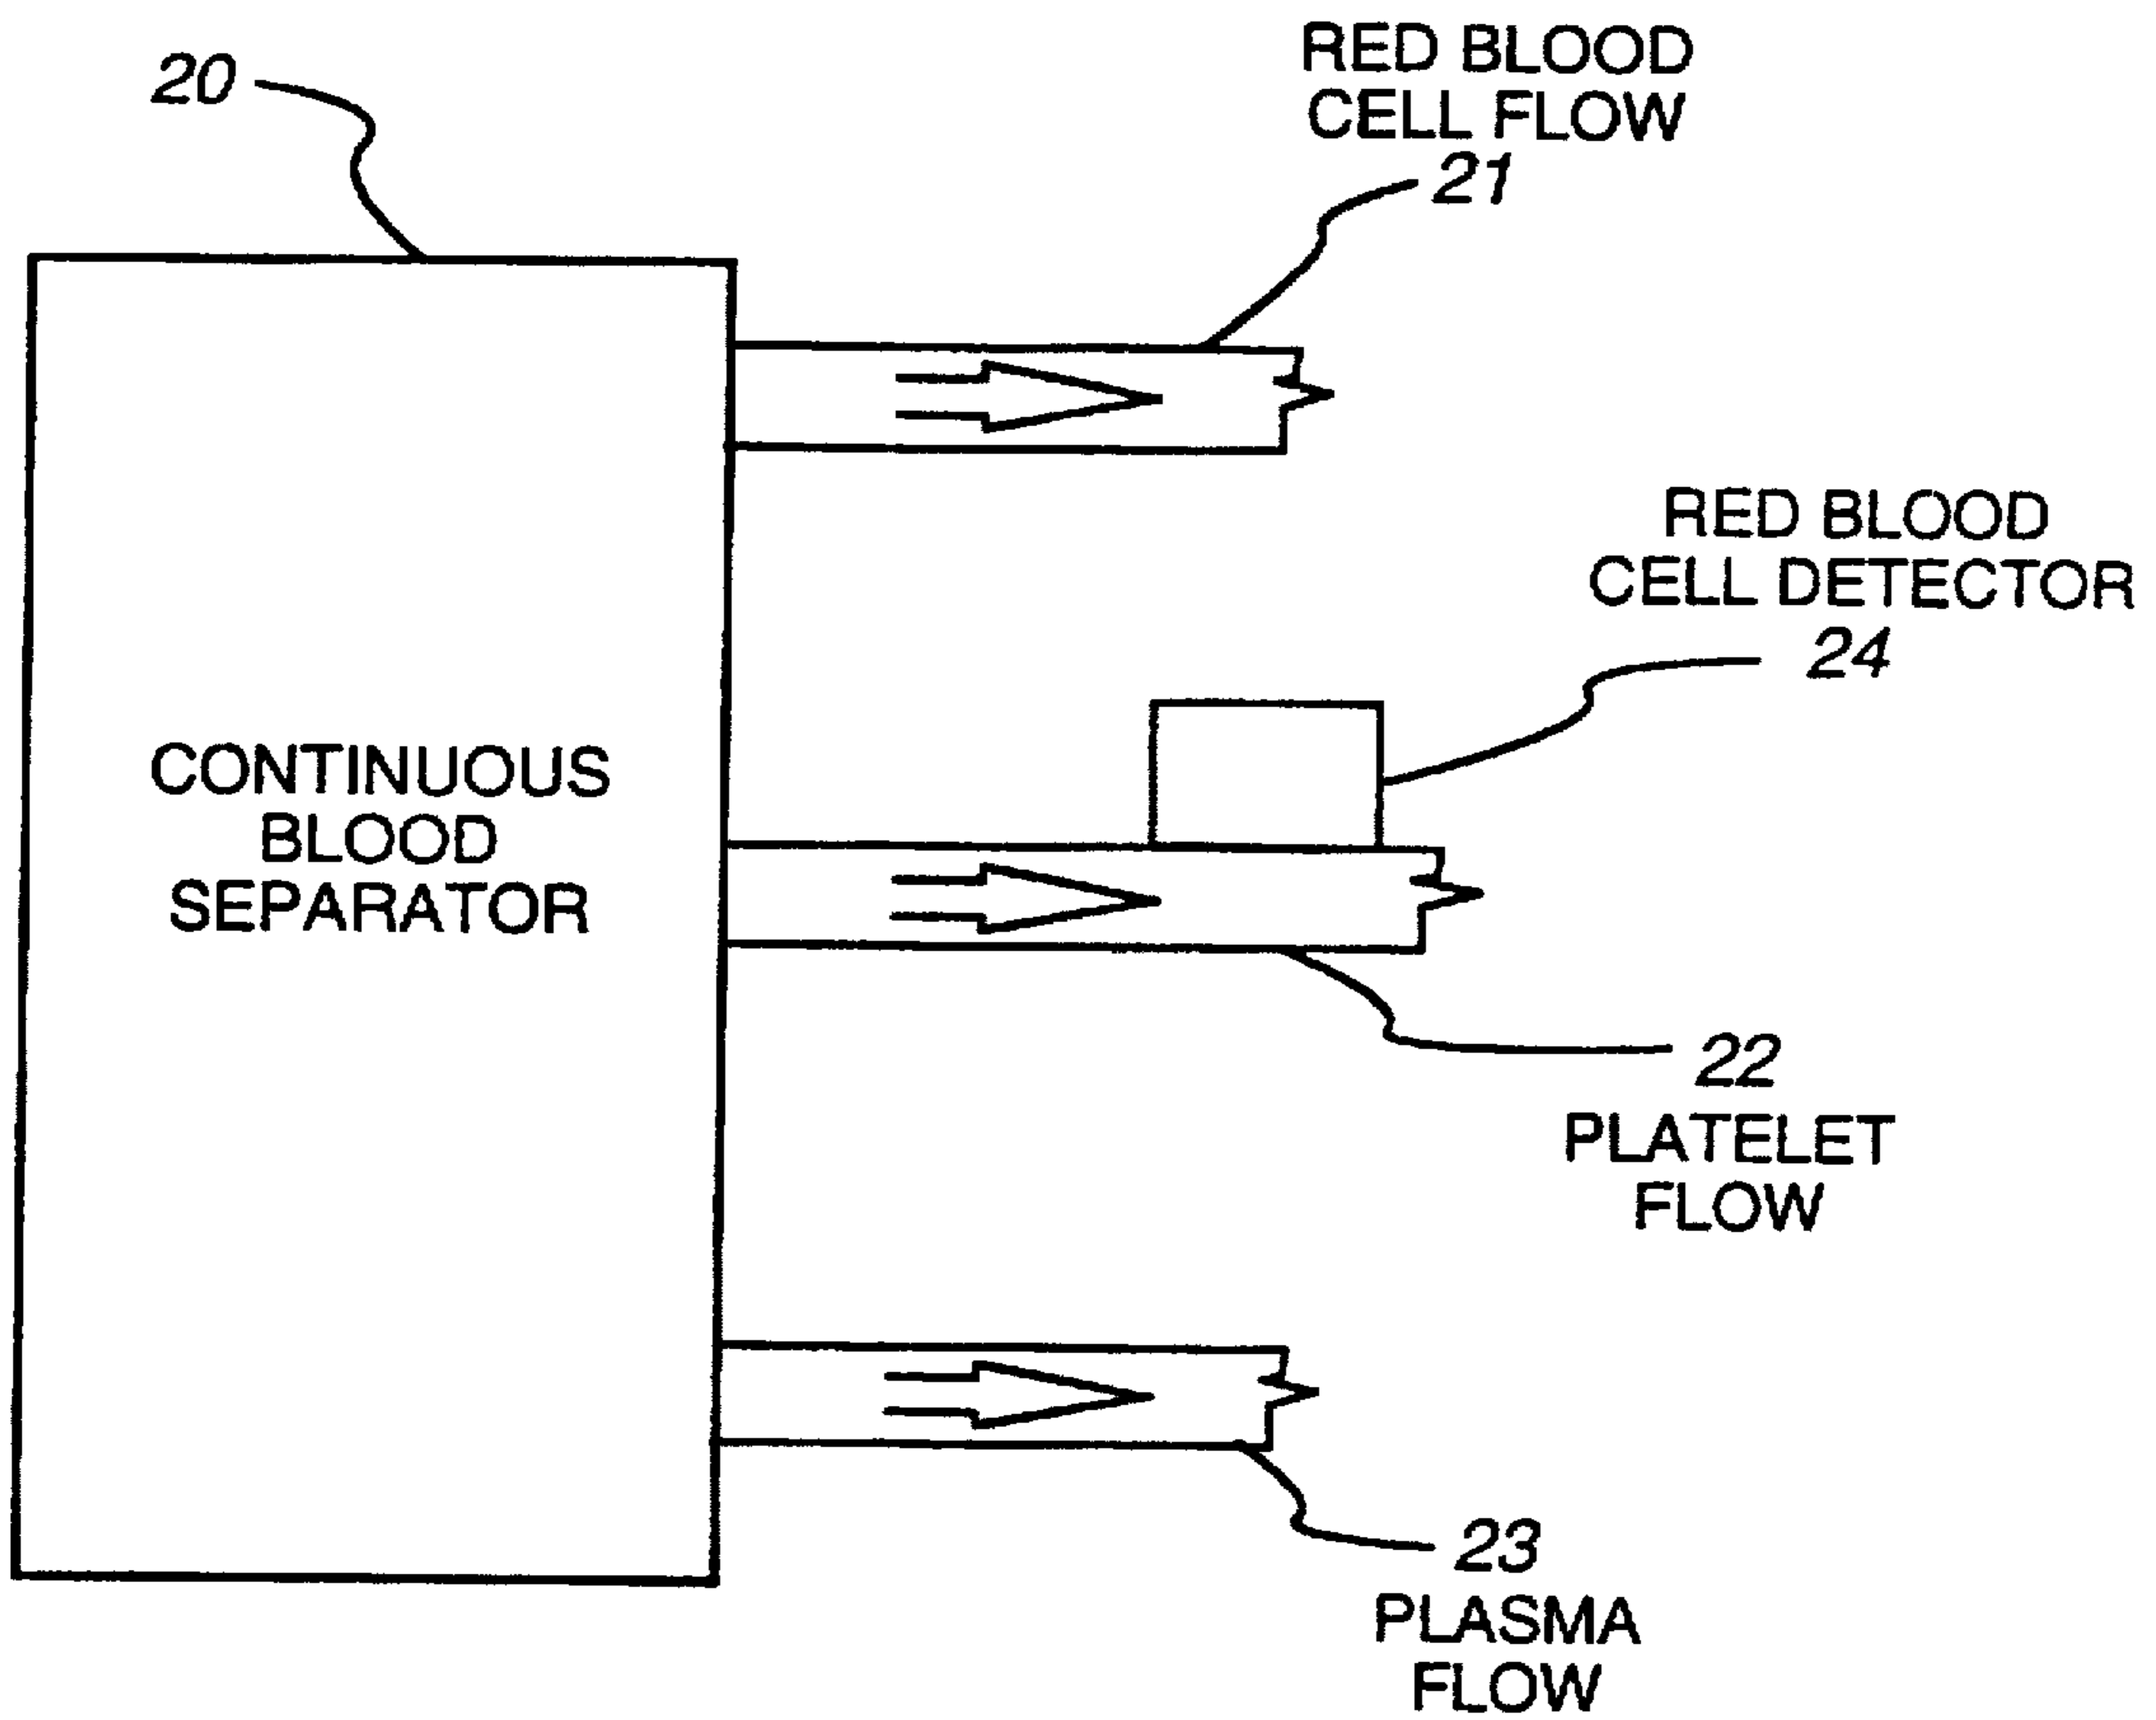 20
RED BLOOD
CELL FLOW
21
RED BLOOD
CELL DETECTOR
24
CONTINUOUS
BLOOD
SEPARATOR
22
PLATELET
FLOW
23
PLASMA
FLOW